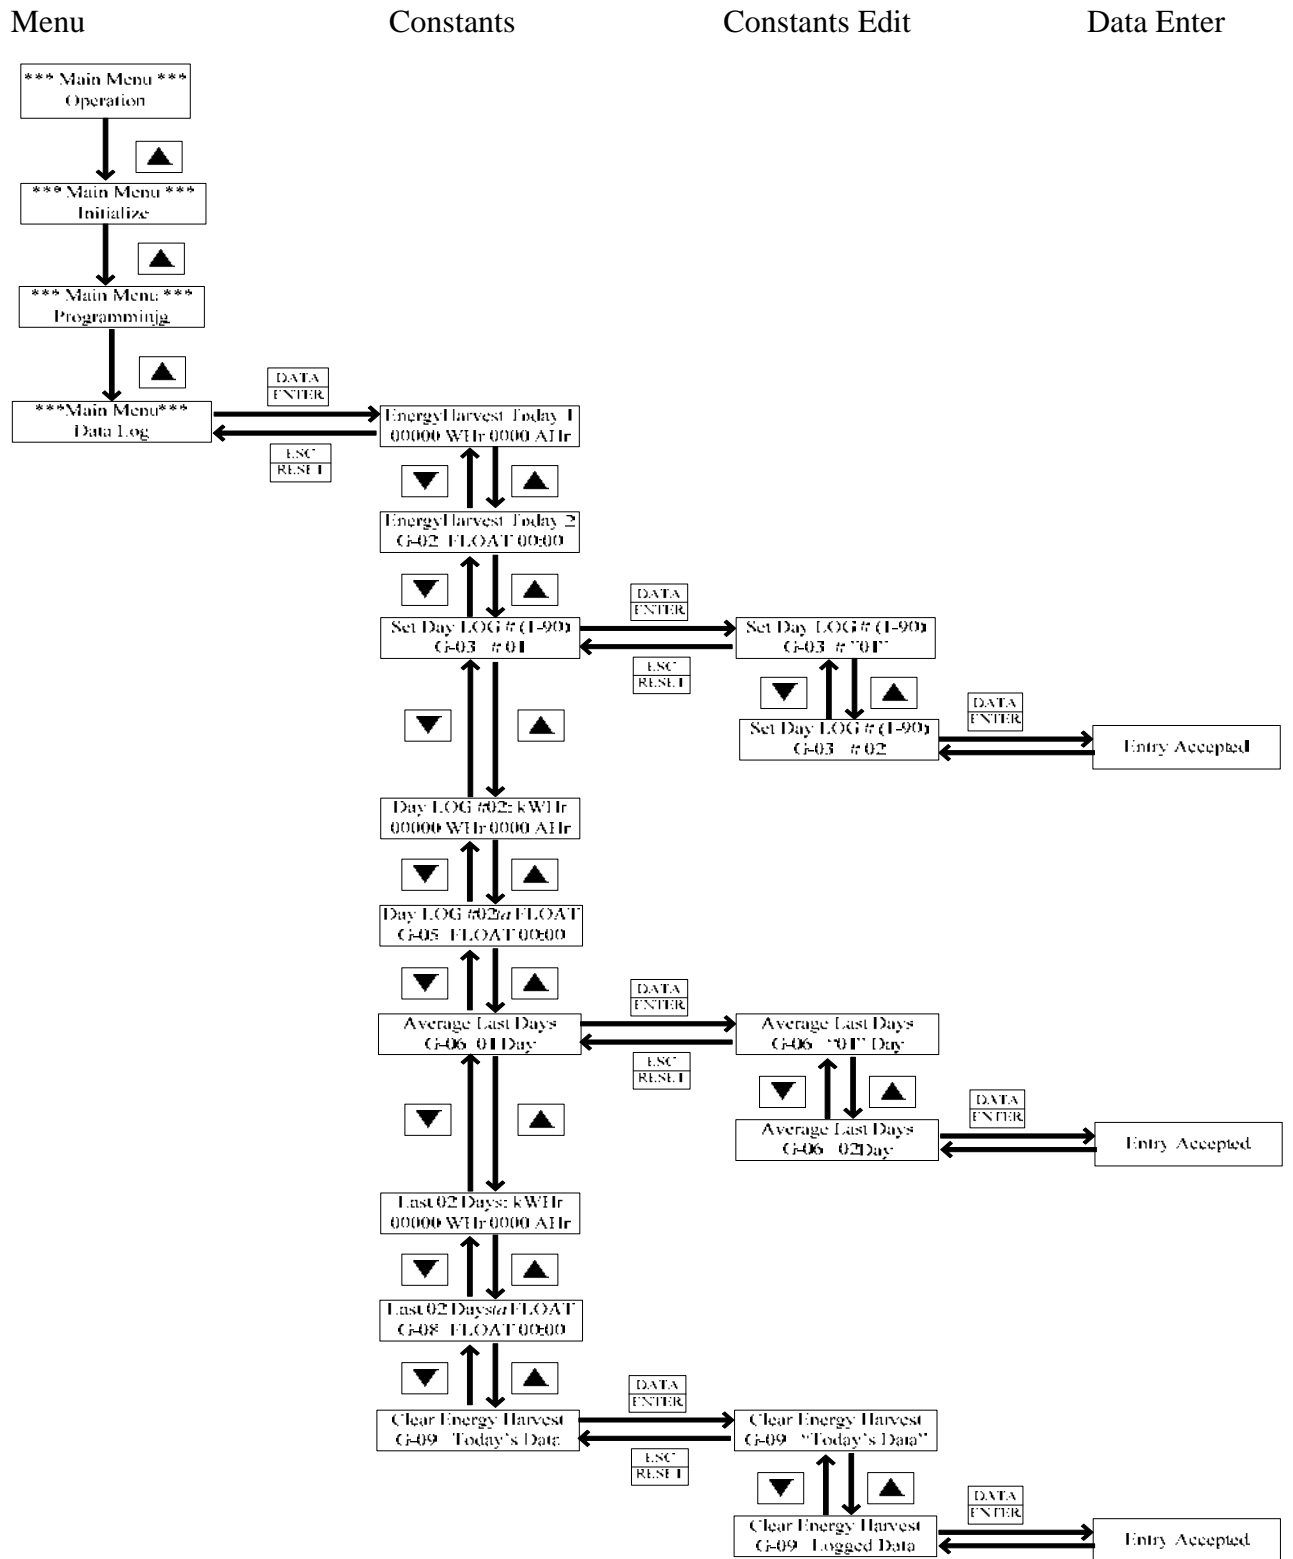 Menu Constants Constants Edit Data Enter
*** Main Menu ***
Operation
*** Main Menu ***
Initialize
*** Main Menu ***
Programminjg
DATA
ENTER
***Main Menu***
Data Log
ESC
RESET
EnergyHarvest Today 1
00000 WHr 0000 AHr
EnergyHarvest Today 2
G-02 FLOAT 00:00
DATA
ENTER
Set Day LOG # (1-90)
G-03 # 01
ESC
RESET
Set Day LOG # (1-90)
G-03 # "01"
DATA
ENTER
Set Day LOG # (1-90)
G-03 # 02
Entry Accepted
Day LOG #02: kWHr
00000 WHr 0000 AHr
Day LOG #02@FLOAT
G-05 FLOAT 00:00
DATA
ENTER
Average Last Days
G-06 01Day
ESC
RESET
Average Last Days
G-06 "01" Day
DATA
ENTER
Average Last Days
G-06 02Day
Entry Accepted
Last 02 Days: kWHr
00000 WHr 0000 AHr
Last 02 Days@FLOAT
G-08 FLOAT 00:00
DATA
ENTER
Clear Energy Harvest
G-09 Today's Data
ESC
RESET
Clear Energy Harvest
G-09 "Today's Data"
DATA
ENTER
Clear Energy Harvest
G-09 Logged Data
Entry Accepted